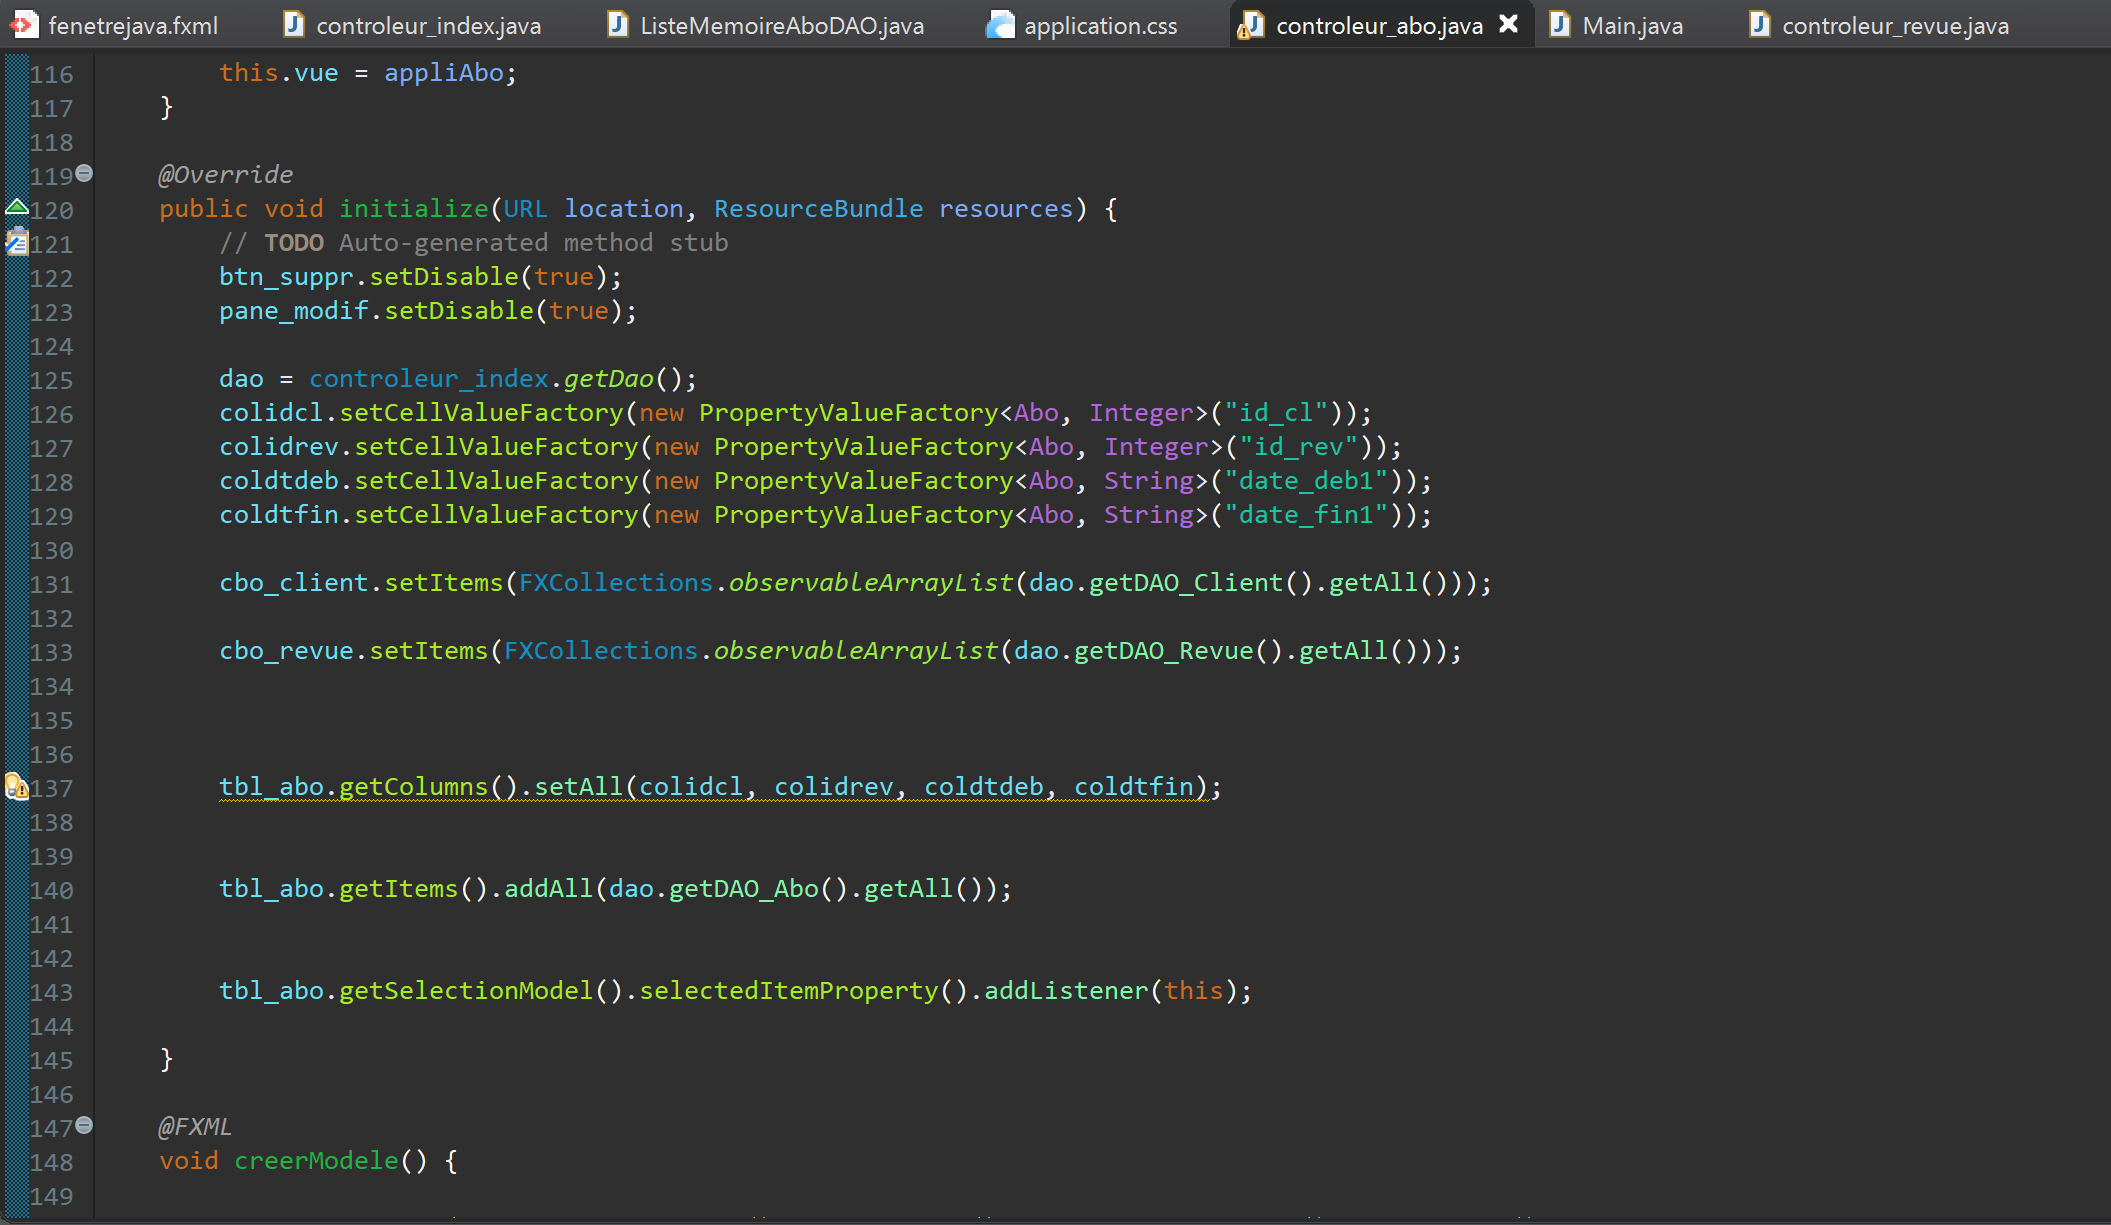 fenetrejava.fxml controleur_index.java ListeMemoireAboDAO.java application.css controleur_abo.java Main.java controleur_revue.java
116 this.vue = appliAbo;
117 }
118
119 @Override
120 public void initialize(URL location, ResourceBundle resources) {
121 // TODO Auto-generated method stub
122 btn_suppr.setDisable(true);
123 pane_modif.setDisable(true);
124
125 dao = controleur_index.getDao();
126 colidcl.setCellValueFactory(new PropertyValueFactory<Abo, Integer>("id_cl"));
127 colidrev.setCellValueFactory(new PropertyValueFactory<Abo, Integer>("id_rev"));
128 coldtdeb.setCellValueFactory(new PropertyValueFactory<Abo, String>("date_deb1"));
129 coldtfin.setCellValueFactory(new PropertyValueFactory<Abo, String>("date_fin1"));
130
131 cbo_client.setItems(FXCollections.observableArrayList(dao.getDAO_Client().getAll()));
132
133 cbo_revue.setItems(FXCollections.observableArrayList(dao.getDAO_Revue().getAll()));
134
135
136
137 tbl_abo.getColumns().setAll(colidcl, colidrev, coldtdeb, coldtfin);
138
139
140 tbl_abo.getItems().addAll(dao.getDAO_Abo().getAll());
141
142
143 tbl_abo.getSelectionModel().selectedItemProperty().addListener(this);
144
145 }
146
147 @FXML
148 void creerModele() {
149